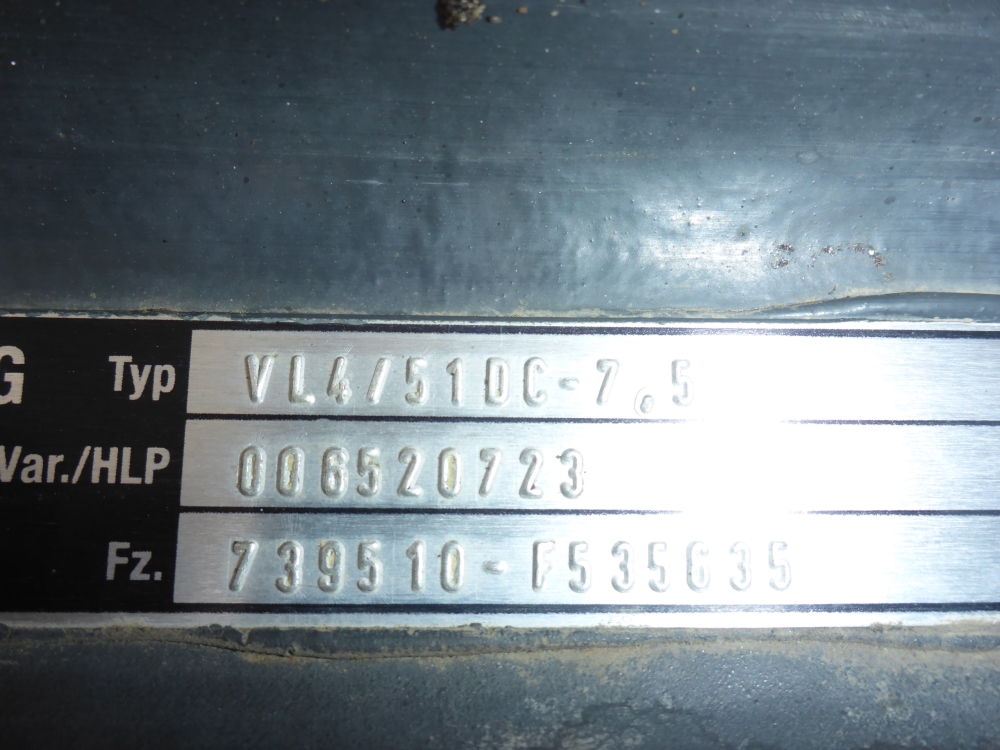 G Typ VL4/51DC-7,5
Var./HLP 006520723
Fz. 739510-F535635